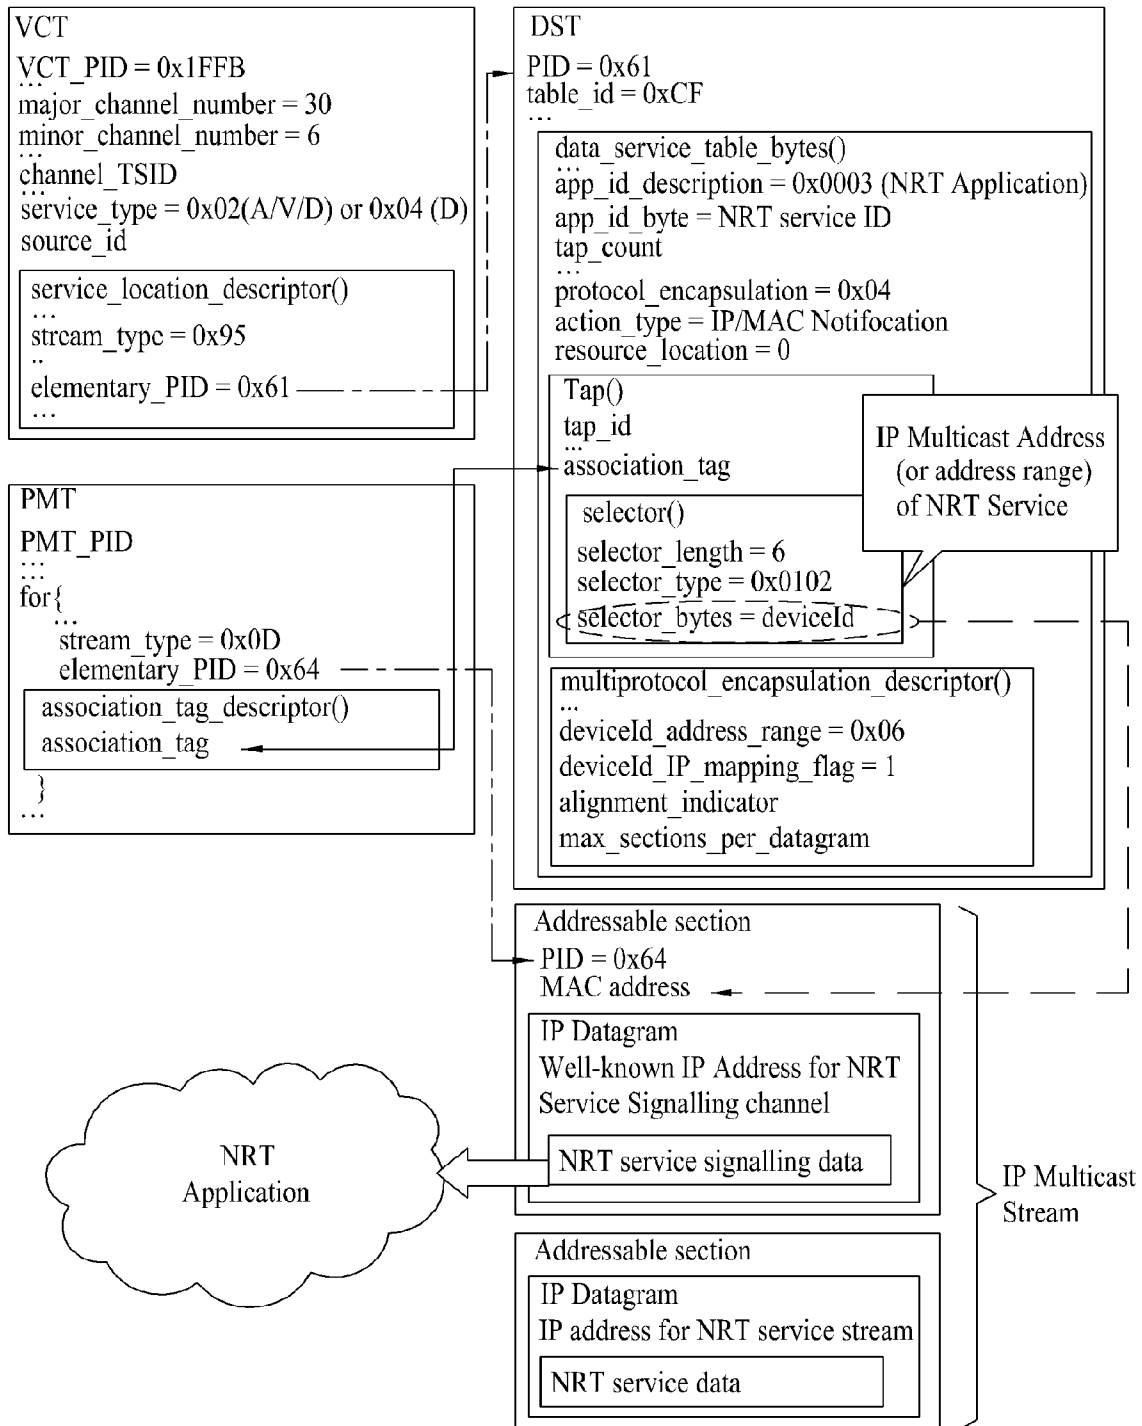 VCT
VCT_PID = 0x1FFB
...
major_channel_number = 30
minor_channel_number = 6
...
channel_TSID
...
service_type = 0x02(A/V/D) or 0x04 (D)
source_id
service_location_descriptor()
...
stream_type = 0x95
..
elementary_PID = 0x61
...
PMT
PMT_PID
...
...
for{
...
stream_type = 0x0D
elementary_PID = 0x64
association_tag_descriptor()
association_tag
}
...
DST
PID = 0x61
table_id = 0xCF
...
data_service_table_bytes()
...
app_id_description = 0x0003 (NRT Application)
app_id_byte = NRT service ID
tap_count
...
protocol_encapsulation = 0x04
action_type = IP/MAC Notifocation
resource_location = 0
Tap()
tap_id
...
association_tag
selector()
selector_length = 6
selector_type = 0x0102
selector_bytes = deviceId
IP Multicast Address
(or address range)
of NRT Service
multiprotocol_encapsulation_descriptor()
...
deviceId_address_range = 0x06
deviceId_IP_mapping_flag = 1
alignment_indicator
max_sections_per_datagram
Addressable section
PID = 0x64
MAC address
IP Datagram
Well-known IP Address for NRT
Service Signalling channel
NRT service signalling data
NRT
Application
Addressable section
IP Datagram
IP address for NRT service stream
NRT service data
IP Multicast
Stream